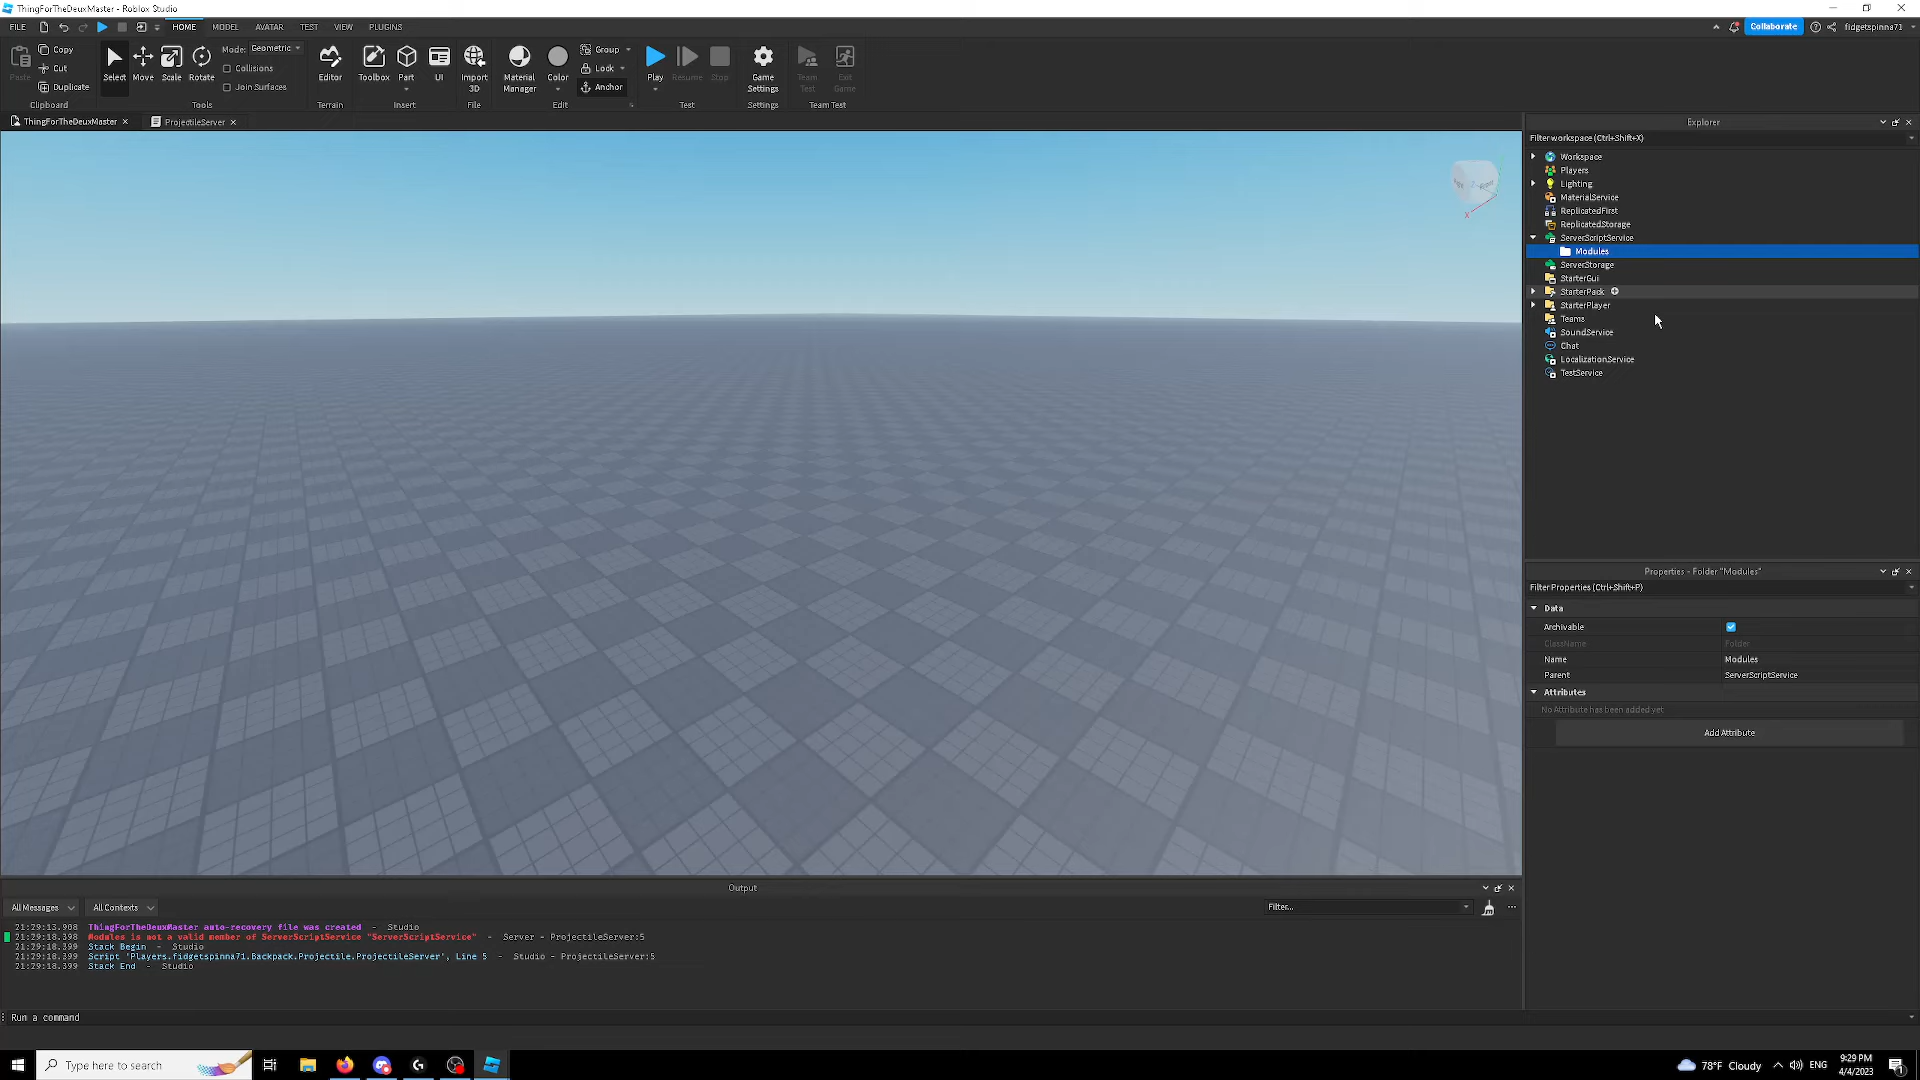 ThingForTheDeuxMaster - Roblox Studio
FILE
HOME MODEL AVATAR TEST VIEW PLUGINS
Collaborate
fidgetspinna71
Paste
Copy
Cut
Duplicate
Clipboard
Select Move Scale Rotate
Mode: Geometric
Collisions
Join Surfaces
Tools
Editor
Terrain
Toolbox Part UI
Insert
Import 3D
File
Material Manager
Color
Group
Lock
Anchor
Edit
Play Resume Stop
Test
Game Settings
Settings
Team Test
Exit Game
Team Test
ThingForTheDeuxMaster ×
ProjectileServer ×
Front
X
Explorer
Filter workspace (Ctrl+Shift+X)
Workspace
Players
Lighting
MaterialService
ReplicatedFirst
ReplicatedStorage
ServerScriptService
Modules
ServerStorage
StarterGui
StarterPack
StarterPlayer
Teams
SoundService
Chat
LocalizationService
TestService
Properties - Folder "Modules"
Filter Properties (Ctrl+Shift+P)
Data
Archivable
ClassName Folder
Name Modules
Parent ServerScriptService
Attributes
No Attribute has been added yet
Add Attribute
Output
All Messages All Contexts Filter...
21:29:13.908 ThingForTheDeuxMaster auto-recovery file was created - Studio
21:29:18.398 Modules is not a valid member of ServerScriptService "ServerScriptService" - Server - ProjectileServer:5
21:29:18.399 Stack Begin - Studio
21:29:18.399 Script 'Players.fidgetspinna71.Backpack.Projectile.ProjectileServer', Line 5 - Studio - ProjectileServer:5
21:29:18.399 Stack End - Studio
Run a command
Type here to search
78°F Cloudy
ENG
9:29 PM
4/4/2023
1